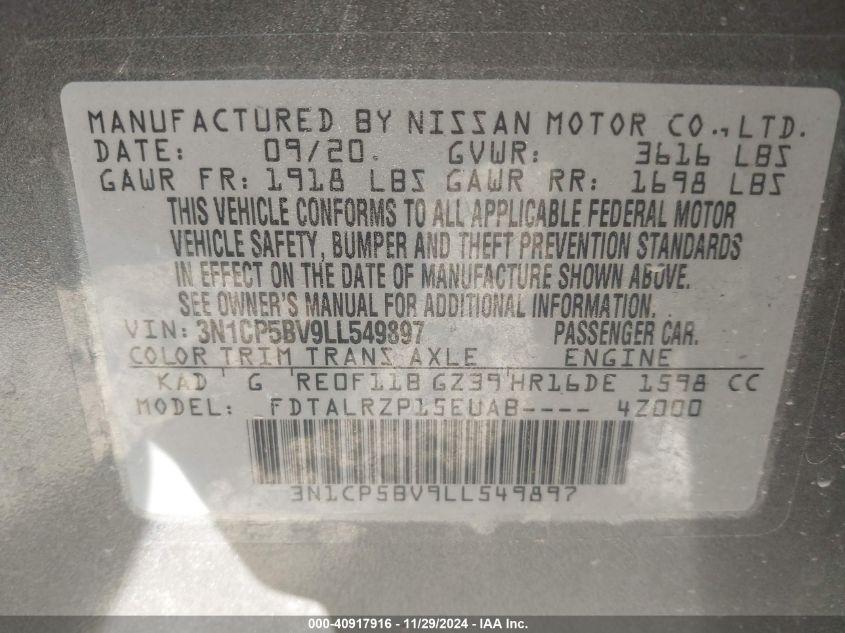 MANUFACTURED BY NISSAN MOTOR CO., LTD.
DATE: 09/20 GVWR: 3616 LBS
GAWR FR: 1918 LBS GAWR RR: 1698 LBS
THIS VEHICLE CONFORMS TO ALL APPLICABLE FEDERAL MOTOR
VEHICLE SAFETY, BUMPER AND THEFT PREVENTION STANDARDS
IN EFFECT ON THE DATE OF MANUFACTURE SHOWN ABOVE.
SEE OWNER'S MANUAL FOR ADDITIONAL INFORMATION.
VIN: 3N1CP5BV9LL549897 PASSENGER CAR.
COLOR TRIM TRANS AXLE ENGINE
KAD G RE0F11B GZ39 HR16DE 1598 CC
MODEL: FDTALRZP15EUAB---- 4Z000
3N1CP5BV9LL549897
000-40917916 - 11/29/2024 - IAA Inc.